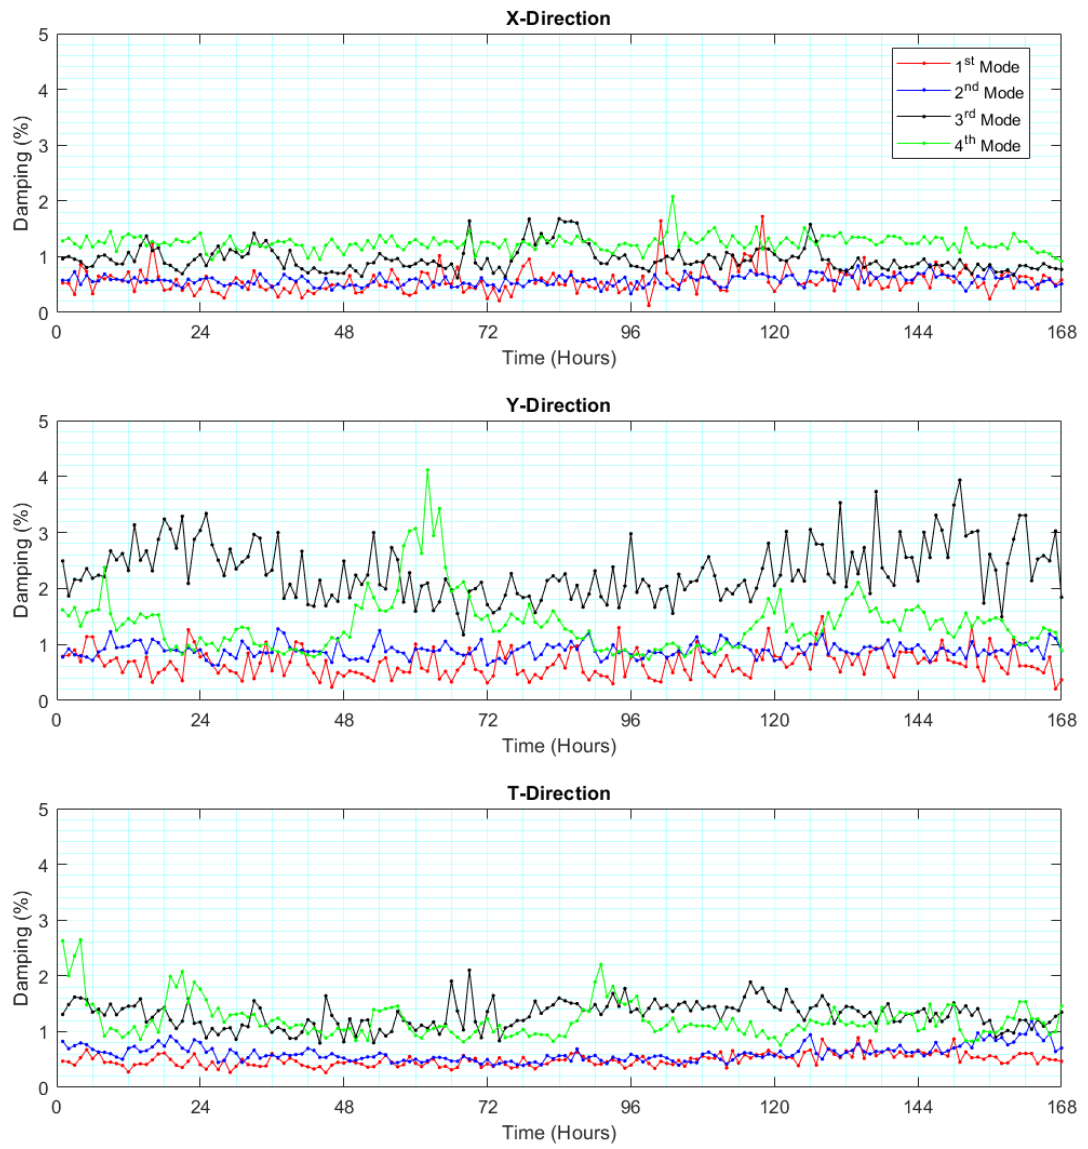 X-Direction
5
4
3
2
1
0
Damping (%)
1st Mode
2nd Mode
3rd Mode
4th Mode
0 24 48 72 96 120 144 168
Time (Hours)
Y-Direction
5
4
3
2
1
0
Damping (%)
0 24 48 72 96 120 144 168
Time (Hours)
T-Direction
5
4
3
2
1
0
Damping (%)
0 24 48 72 96 120 144 168
Time (Hours)